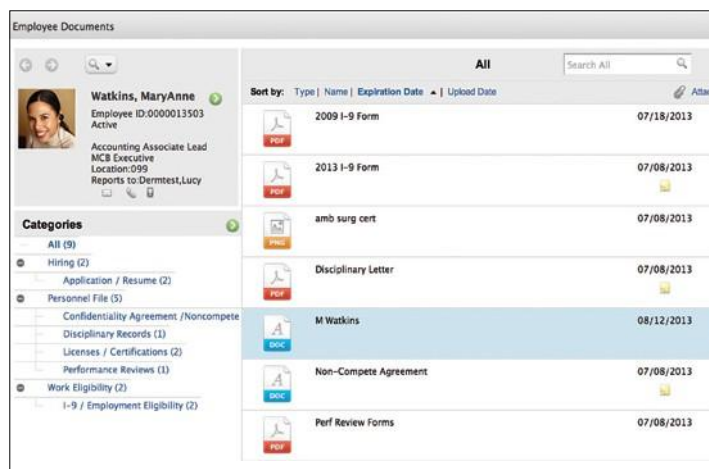 Employee Documents
Watkins, MaryAnne
Employee ID:0000013503
Active
Accounting Associate Lead
MCB Executive
Location:099
Reports to:Dermtest,Lucy
Categories
All (9)
Hiring (2)
Application / Resume (2)
Personnel File (5)
Confidentiality Agreement /Noncompete
Disciplinary Records (1)
Licenses / Certifications (2)
Performance Reviews (1)
Work Eligibility (2)
I-9 / Employment Eligibility (2)
All
Search All
Sort by: Type | Name | Expiration Date ▲ | Upload Date
Attac
PDF 2009 I-9 Form 07/18/2013
PDF 2013 I-9 Form 07/08/2013
PNG amb surg cert 07/08/2013
PDF Disciplinary Letter 07/08/2013
DOC M Watkins 08/12/2013
DOC Non-Compete Agreement 07/08/2013
PDF Perf Review Forms 07/08/2013